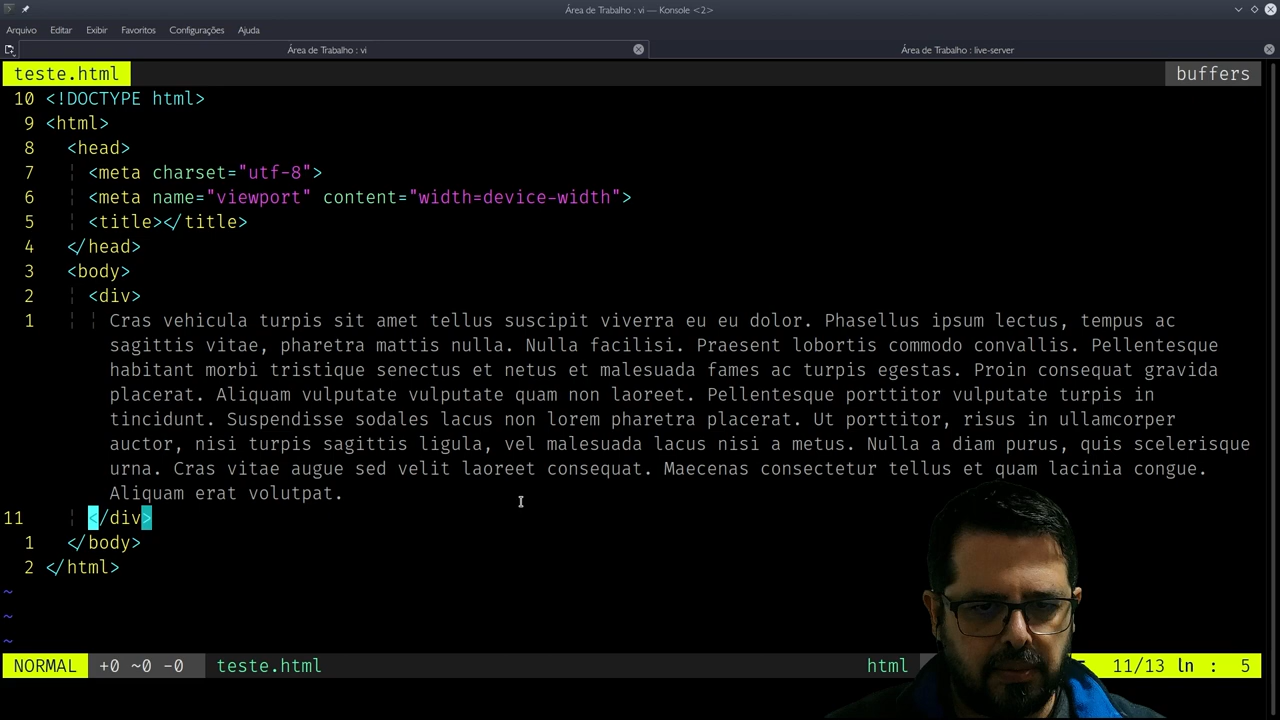 Área de Trabalho : vi — Konsole <2>
Arquivo Editar Exibir Favoritos Configurações Ajuda
Área de Trabalho : vi Área de Trabalho : live-server
teste.html buffers
10 <!DOCTYPE html>
9 <html>
8 <head>
7 <meta charset="utf-8">
6 <meta name="viewport" content="width=device-width">
5 <title></title>
4 </head>
3 <body>
2 <div>
1 Cras vehicula turpis sit amet tellus suscipit viverra eu eu dolor. Phasellus ipsum lectus, tempus ac
sagittis vitae, pharetra mattis nulla. Nulla facilisi. Praesent lobortis commodo convallis. Pellentesque
habitant morbi tristique senectus et netus et malesuada fames ac turpis egestas. Proin consequat gravida
placerat. Aliquam vulputate vulputate quam non laoreet. Pellentesque porttitor vulputate turpis in
tincidunt. Suspendisse sodales lacus non lorem pharetra placerat. Ut porttitor, risus in ullamcorper
auctor, nisi turpis sagittis ligula, vel malesuada lacus nisi a metus. Nulla a diam purus, quis scelerisque
urna. Cras vitae augue sed velit laoreet consequat. Maecenas consectetur tellus et quam lacinia congue.
Aliquam erat volutpat.
11 </div>
1 </body>
2 </html>
~
~
~
NORMAL +0 ~0 -0 teste.html html 11/13 ln : 5